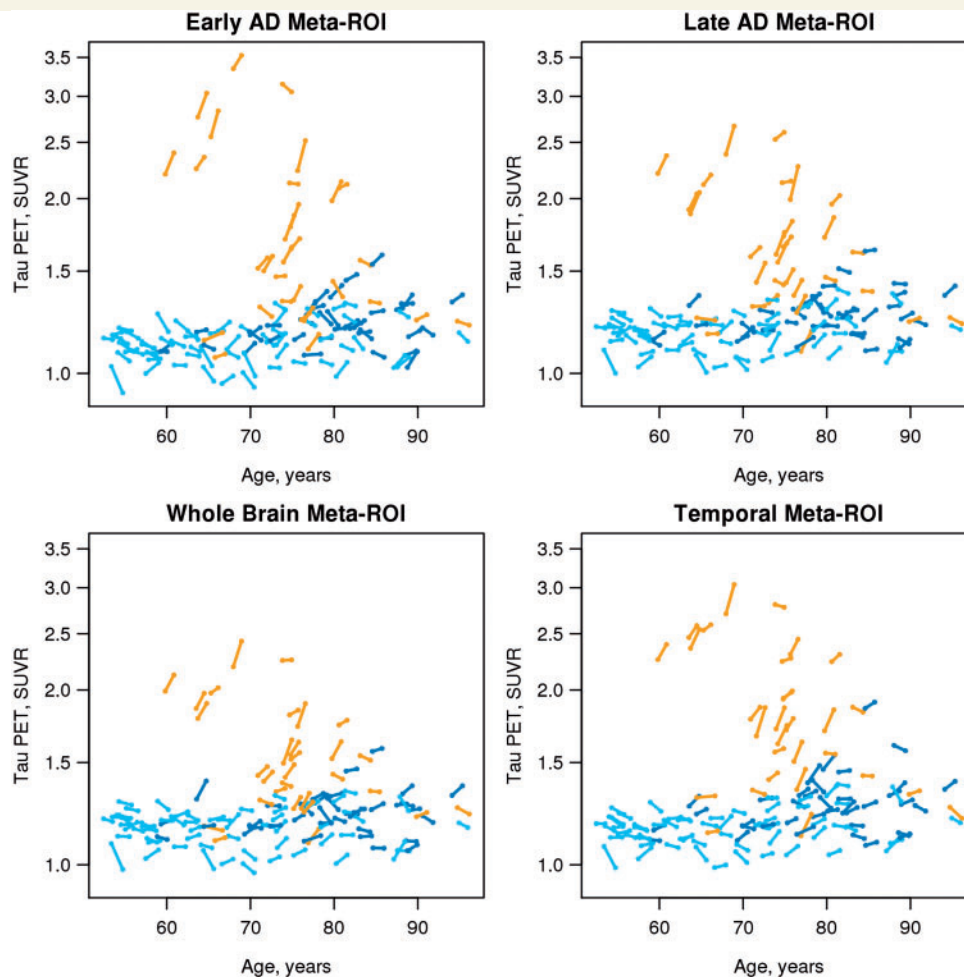 Early AD Meta-ROI
3.5
3.0
2.5
2.0
1.5
1.0
Tau PET, SUVR
60 70 80 90
Age, years
Late AD Meta-ROI
3.5
3.0
2.5
2.0
1.5
1.0
Tau PET, SUVR
60 70 80 90
Age, years
Whole Brain Meta-ROI
3.5
3.0
2.5
2.0
1.5
1.0
Tau PET, SUVR
60 70 80 90
Age, years
Temporal Meta-ROI
3.5
3.0
2.5
2.0
1.5
1.0
Tau PET, SUVR
60 70 80 90
Age, years